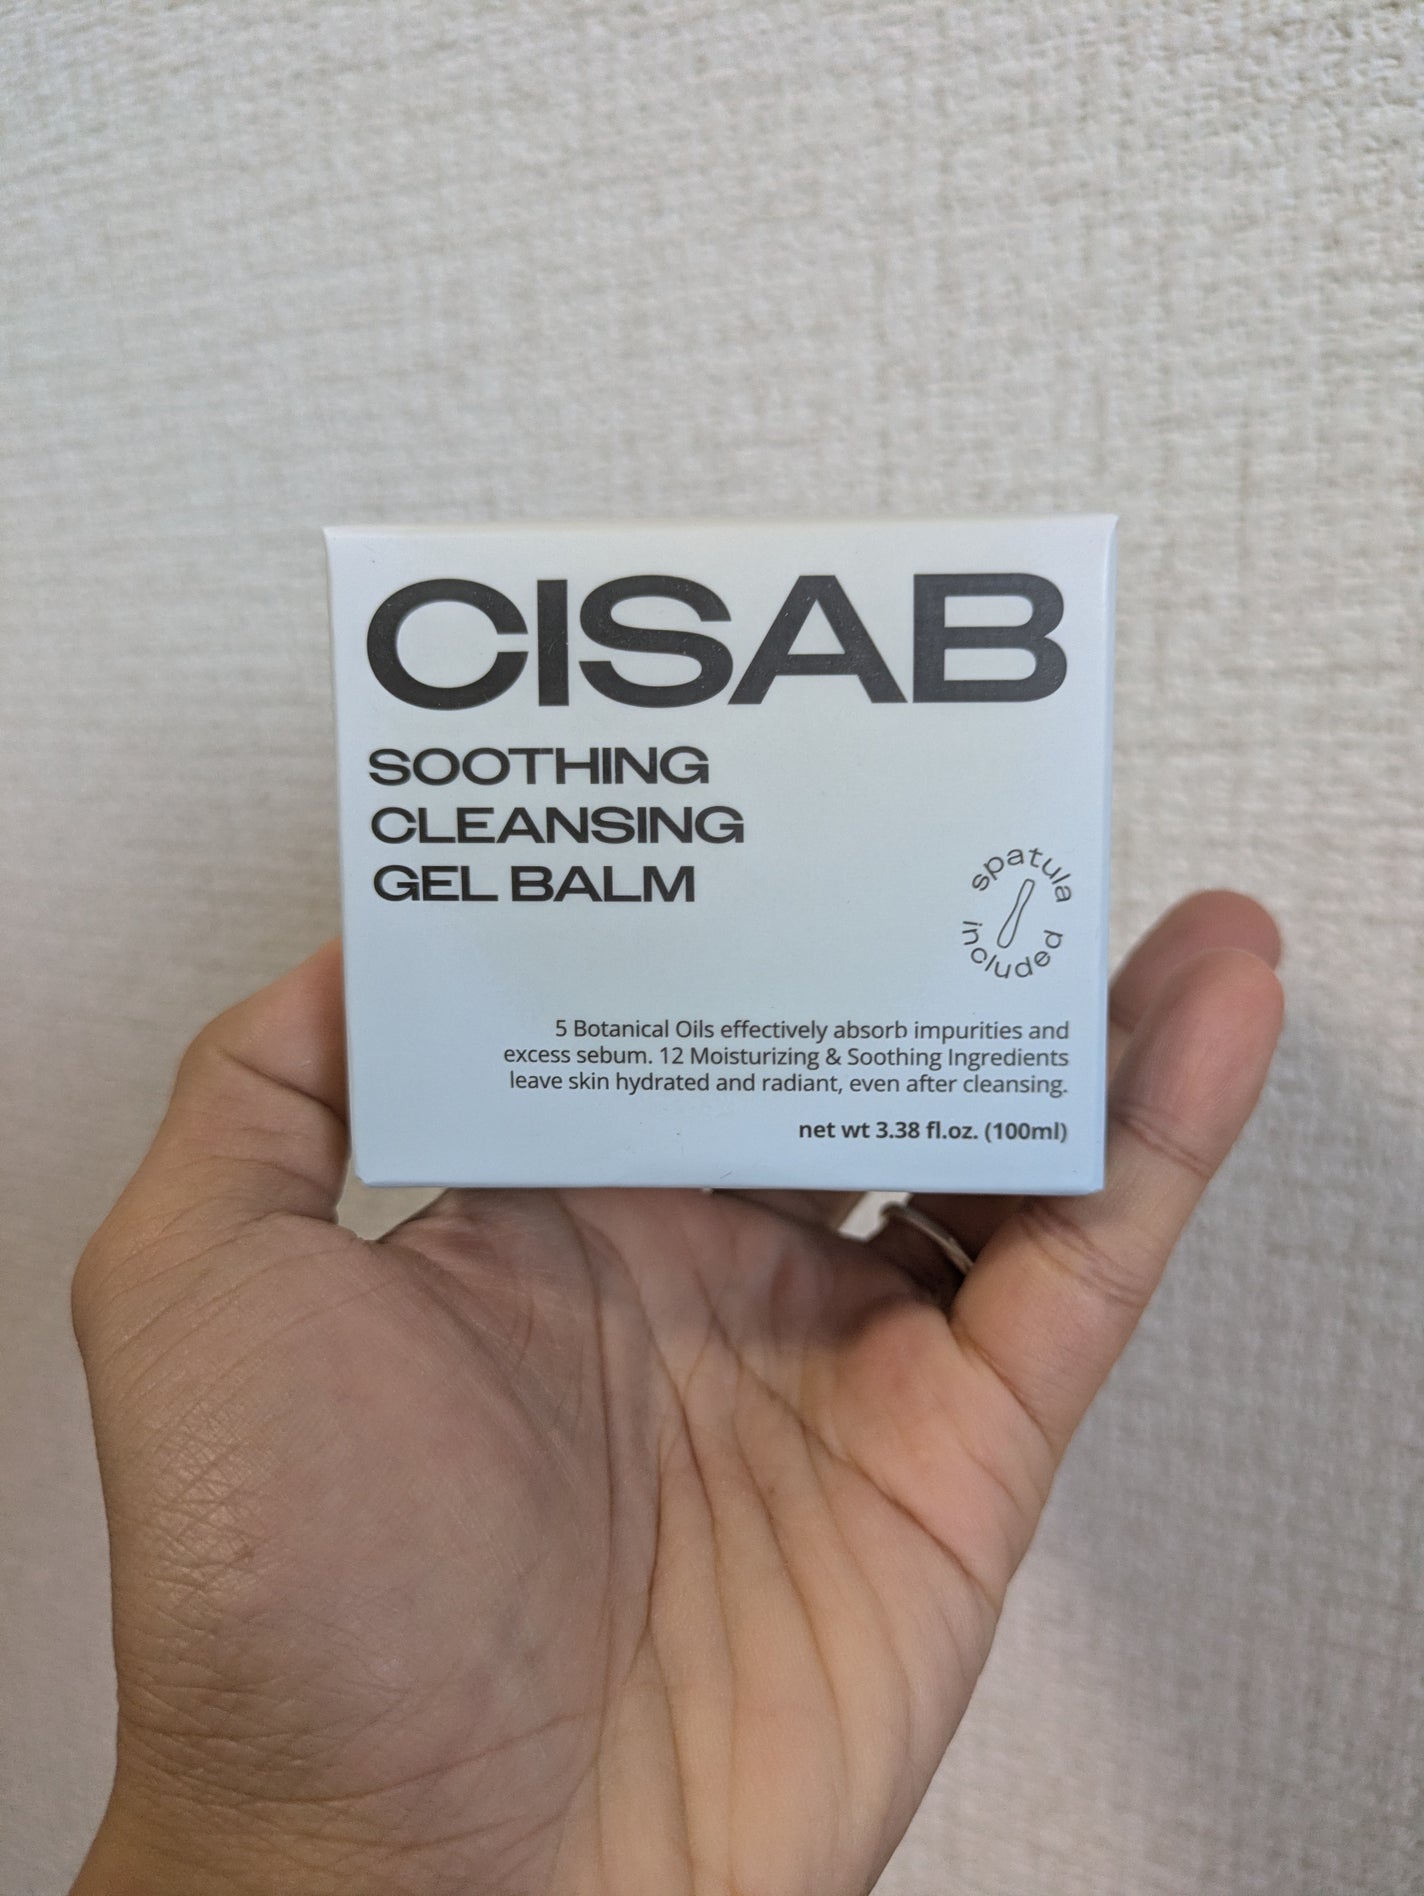 CISAB
SOOTHING
CLEANSING
GEL BALM
spatula
included
5 Botanical Oils effectively absorb impurities and
excess sebum. 12 Moisturizing & Soothing Ingredients
leave skin hydrated and radiant, even after cleansing.
net wt 3.38 fl.oz. (100ml)